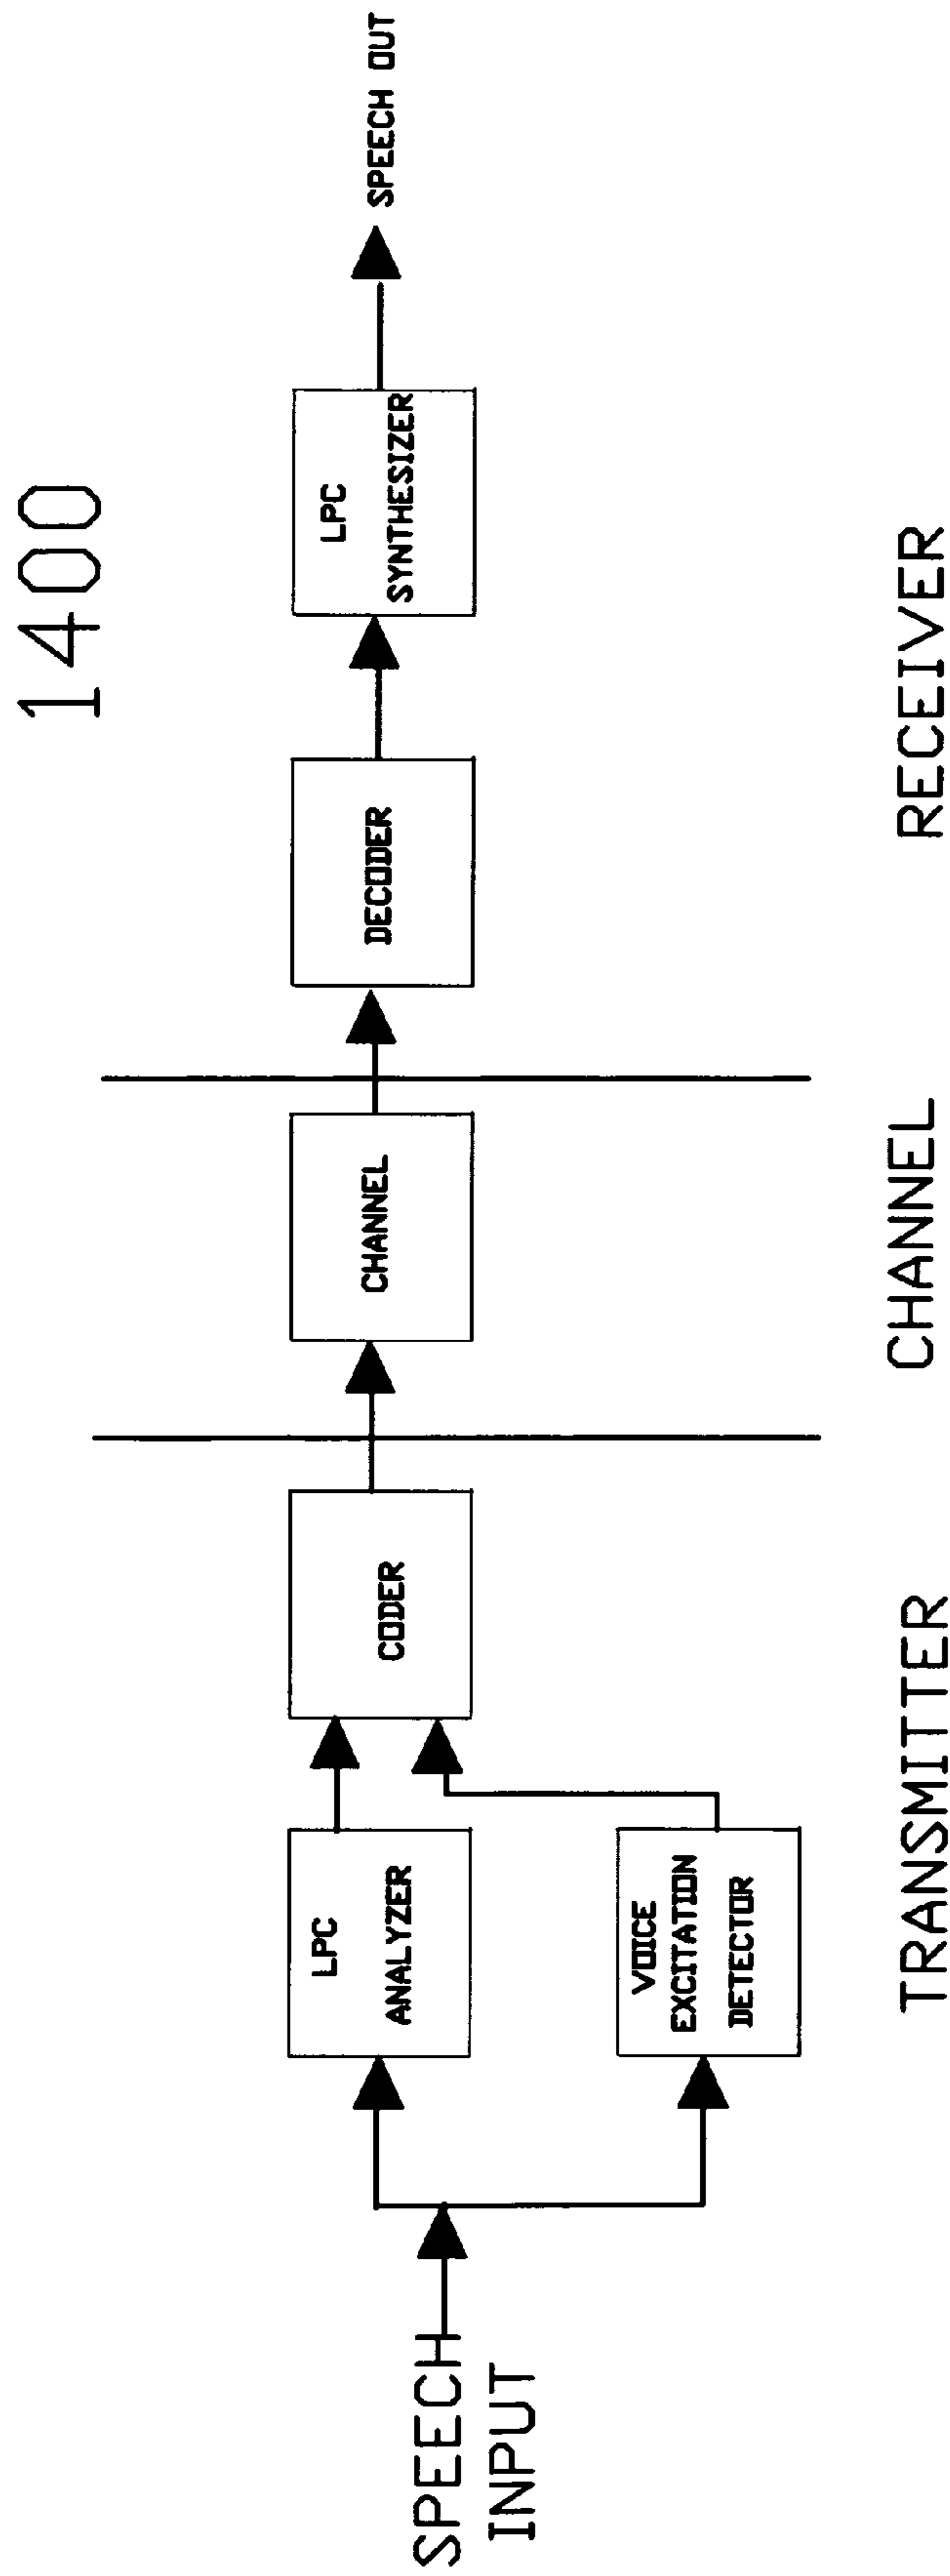 1400
SPEECH
INPUT
LPC
ANALYZER
VOICE
EXCITATION
DETECTOR
CODER
CHANNEL
DECODER
LPC
SYNTHESIZER
SPEECH OUT
TRANSMITTER
CHANNEL
RECEIVER